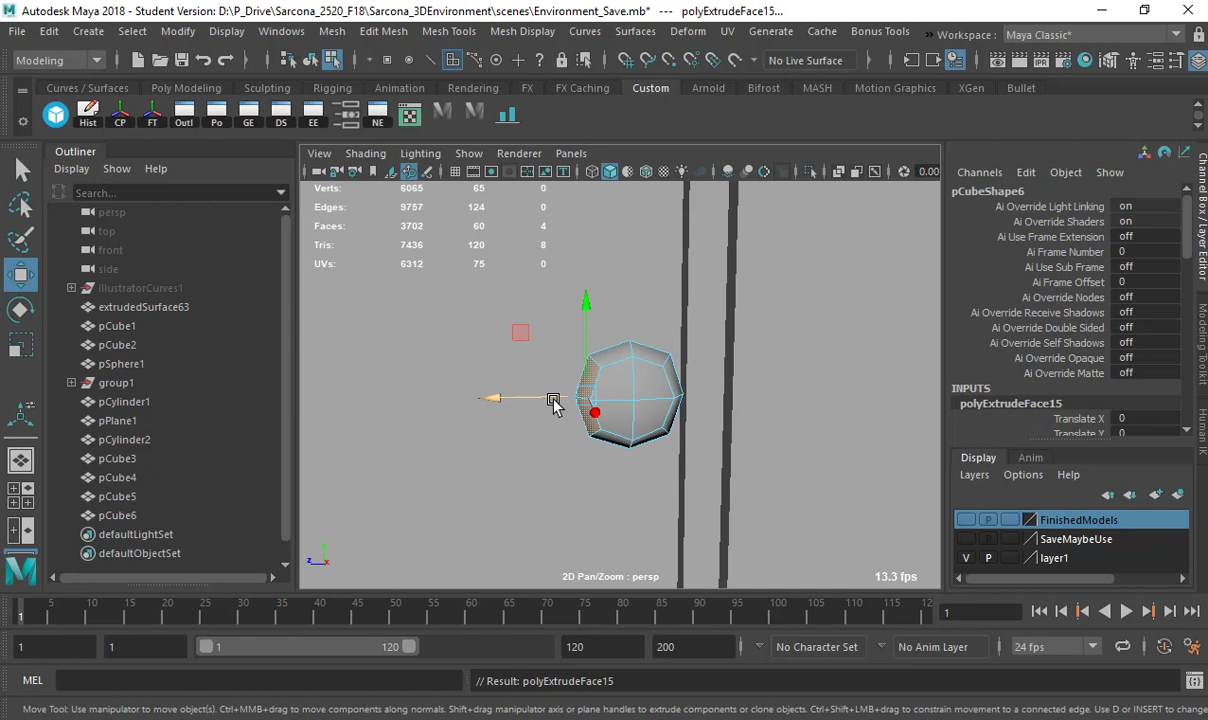 Autodesk Maya 2018 - Student Version: D:\P_Drive\Sarcona_2520_F18\Sarcona_3DEnvironment\scenes\Environment_Save.mb* --- polyExtrudeFace15...
File Edit Create Select Modify Display Windows Mesh Edit Mesh Mesh Tools Mesh Display Curves Surfaces Deform UV Generate Cache Bonus Tools Workspace : Maya Classic*
Modeling No Live Surface
Curves / Surfaces Poly Modeling Sculpting Rigging Animation Rendering FX FX Caching Custom Arnold Bifrost MASH Motion Graphics XGen Bullet
Hist CP FT Outl Po GE DS EE NE
Outliner
Display Show Help
Search...
persp
top
front
side
IllustratorCurves1
extrudedSurface63
pCube1
pCube2
pSphere1
group1
pCylinder1
pPlane1
pCylinder2
pCube3
pCube4
pCube5
pCube6
defaultLightSet
defaultObjectSet
View Shading Lighting Show Renderer Panels
0.00
Verts: 6065 65 0
Edges: 9757 124 0
Faces: 3702 60 4
Tris: 7436 120 8
UVs: 6312 75 0
2D Pan/Zoom : persp
13.3 fps
Channels Edit Object Show
pCubeShape6
Ai Override Light Linking on
Ai Override Shaders on
Ai Use Frame Extension off
Ai Frame Number 0
Ai Use Sub Frame off
Ai Frame Offset 0
Ai Override Nodes off
Ai Override Receive Shadows off
Ai Override Double Sided off
Ai Override Self Shadows off
Ai Override Opaque off
Ai Override Matte off
INPUTS
polyExtrudeFace15
Translate X 0
Translate Y 0
Display Anim
Layers Options Help
P FinishedModels
P SaveMaybeUse
V P layer1
Channel Box / Layer Editor
Modeling Toolkit
Human IK
1 5 10 15 20 25 30 35 40 45 50 55 60 65 70 75 80 85 90 95 100 105 110 115 12 1
1 1 1 120 120 200 No Character Set No Anim Layer 24 fps
MEL // Result: polyExtrudeFace15
Move Tool: Use manipulator to move object(s). Ctrl+MMB+drag to move components along normals. Shift+drag manipulator axis or plane handles to extrude components or clone objects. Ctrl+Shift+LMB+drag to constrain movement to a connected edge. Use D or INSERT to change